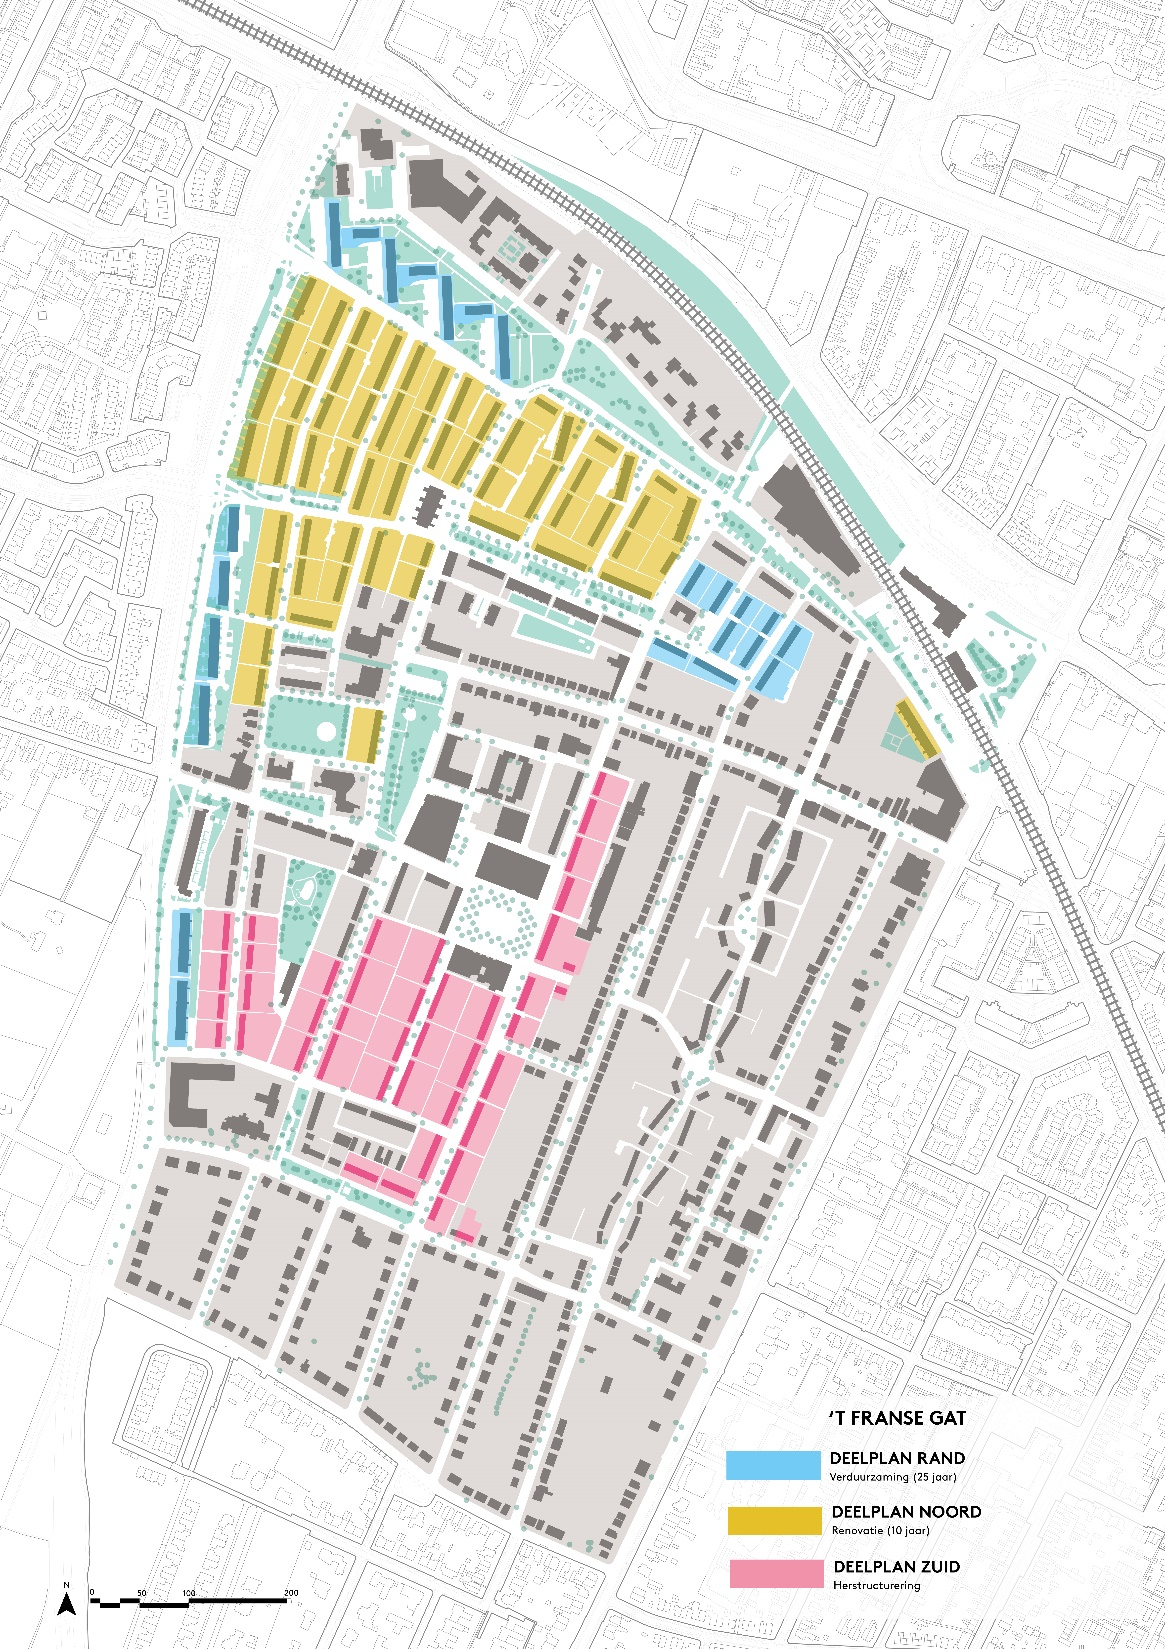 'T FRANSE GAT
DEELPLAN RAND
Verduurzaming (25 jaar)
DEELPLAN NOORD
Renovatie (10 jaar)
DEELPLAN ZUID
Herstructurering
N
0 50 100 200